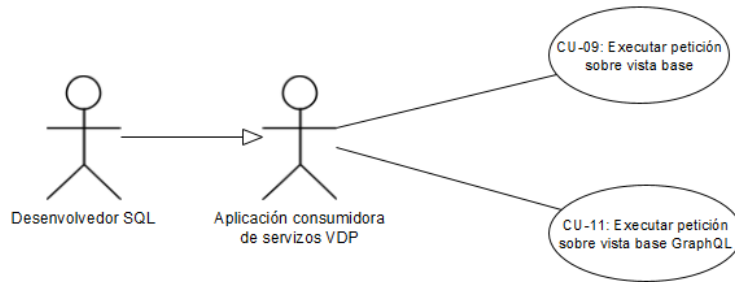 CU-09: Executar petición
sobre vista base
Desenvolvedor SQL
Aplicación consumidora
de servizos VDP
CU-11: Executar petición
sobre vista base GraphQL